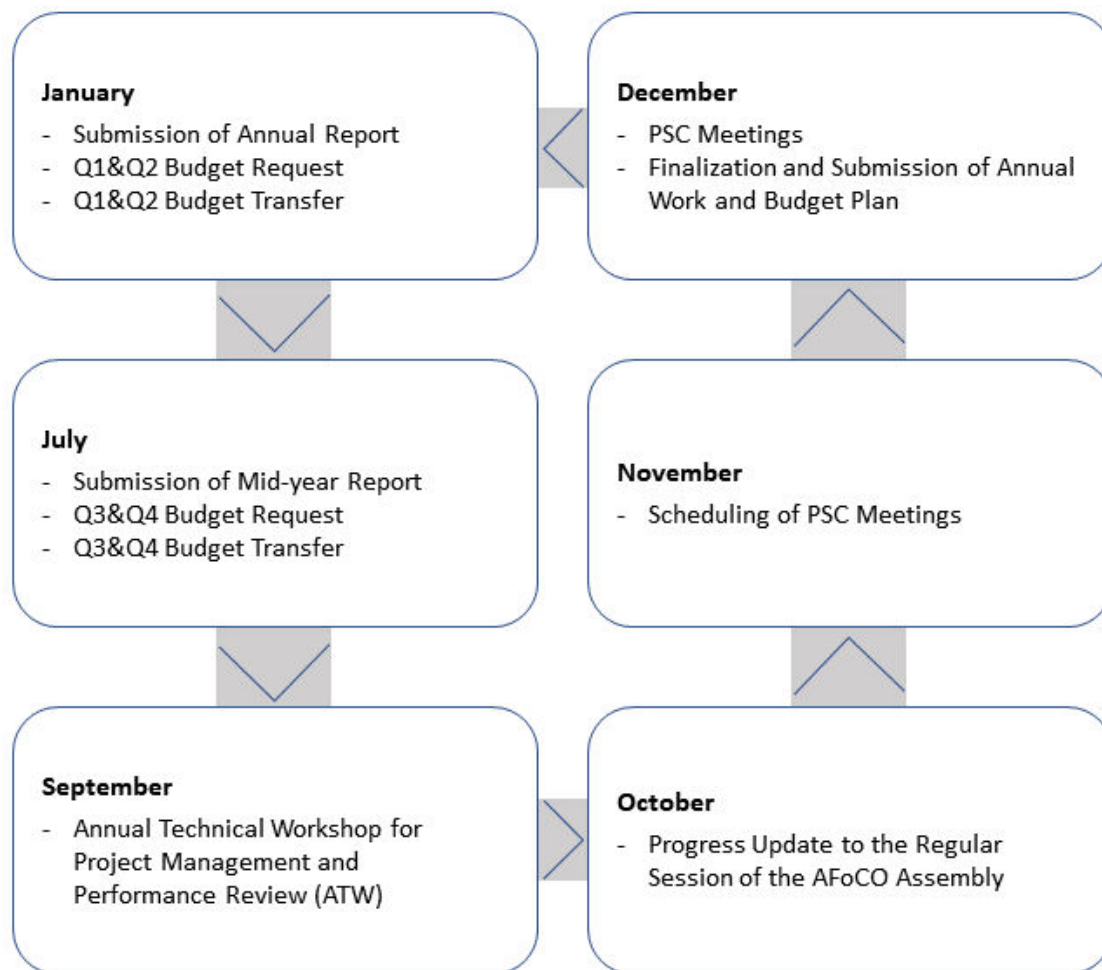 January
- Submission of Annual Report
- Q1&Q2 Budget Request
- Q1&Q2 Budget Transfer
July
- Submission of Mid-year Report
- Q3&Q4 Budget Request
- Q3&Q4 Budget Transfer
September
- Annual Technical Workshop for
Project Management and
Performance Review (ATW)
October
- Progress Update to the Regular
Session of the AFoCO Assembly
November
- Scheduling of PSC Meetings
December
- PSC Meetings
- Finalization and Submission of Annual
Work and Budget Plan